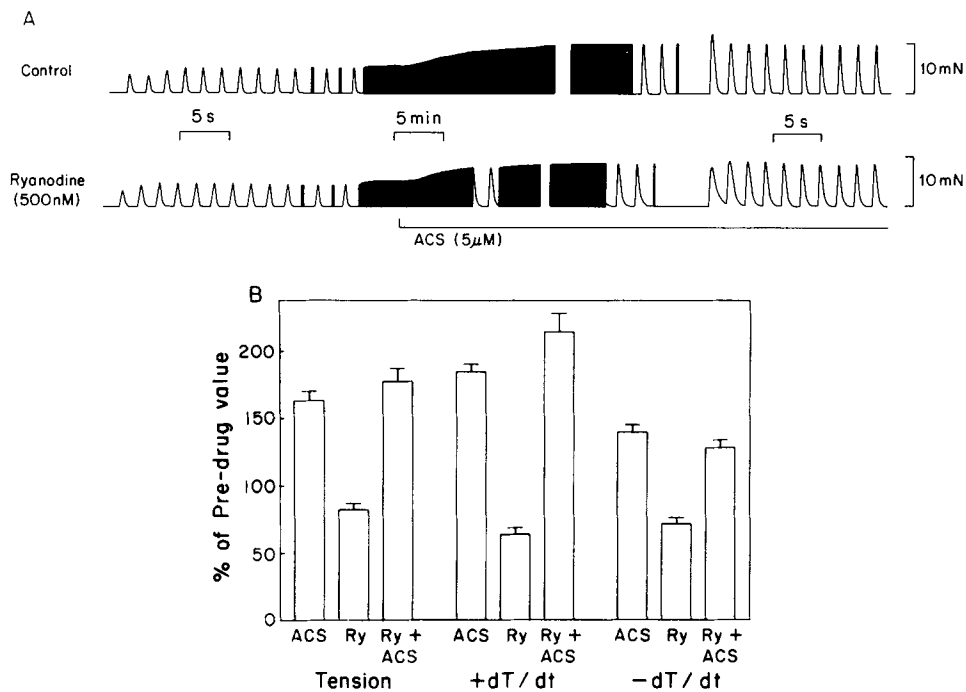 A
Control
10mN
5 s
5 min
5 s
Ryanodine
(500nM)
10mN
ACS (5μM)
B
% of Pre-drug value
200
150
100
50
0
ACS Ry Ry + ACS ACS Ry Ry + ACS ACS Ry Ry + ACS
Tension +dT / dt −dT / dt